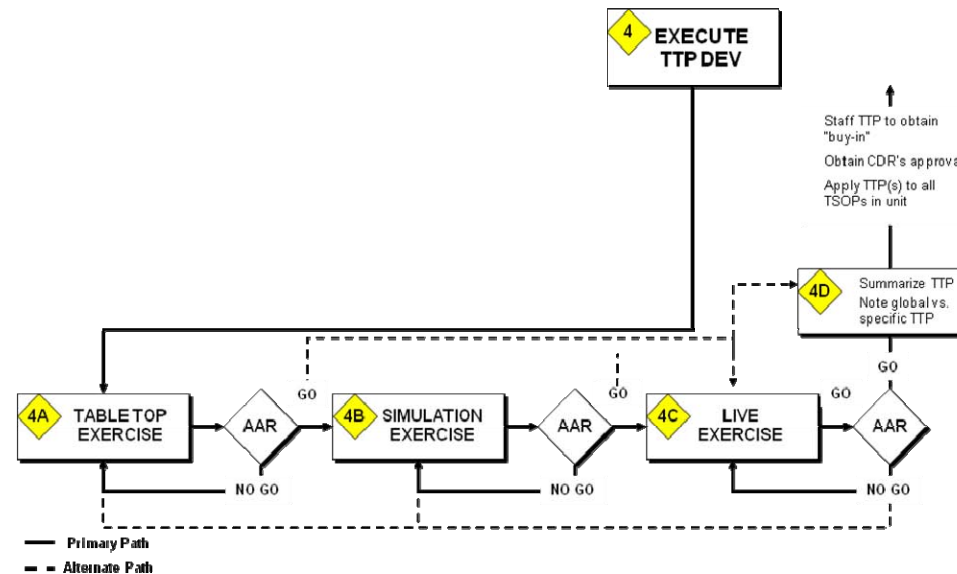 4
EXECUTE
TTP DEV
Staff TTP to obtain
"buy-in"
Obtain CDR's approva
Apply TTP(s) to all
TSOPs in unit
4D
Summarize TTP
Note global vs.
specific TTP
GO
GO
GO
GO
4A
TABLE TOP
EXERCISE
AAR
4B
SIMULATION
EXERCISE
AAR
4C
LIVE
EXERCISE
AAR
NO GO
NO GO
NO GO
Primary Path
Alternate Path